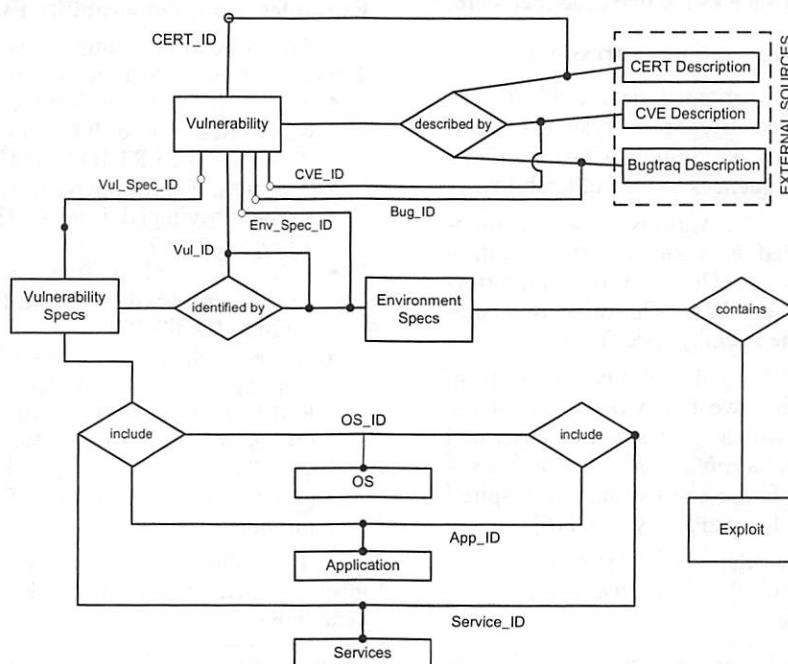 CERT_ID
EXTERNAL SOURCES
CERT Description
Vulnerability
described by
CVE Description
Bugtraq Description
Vul_Spec_ID
CVE_ID
Bug_ID
Env_Spec_ID
Vul_ID
Vulnerability
Specs
identified by
Environment
Specs
contains
include
OS_ID
include
OS
App_ID
Exploit
Application
Service_ID
Services